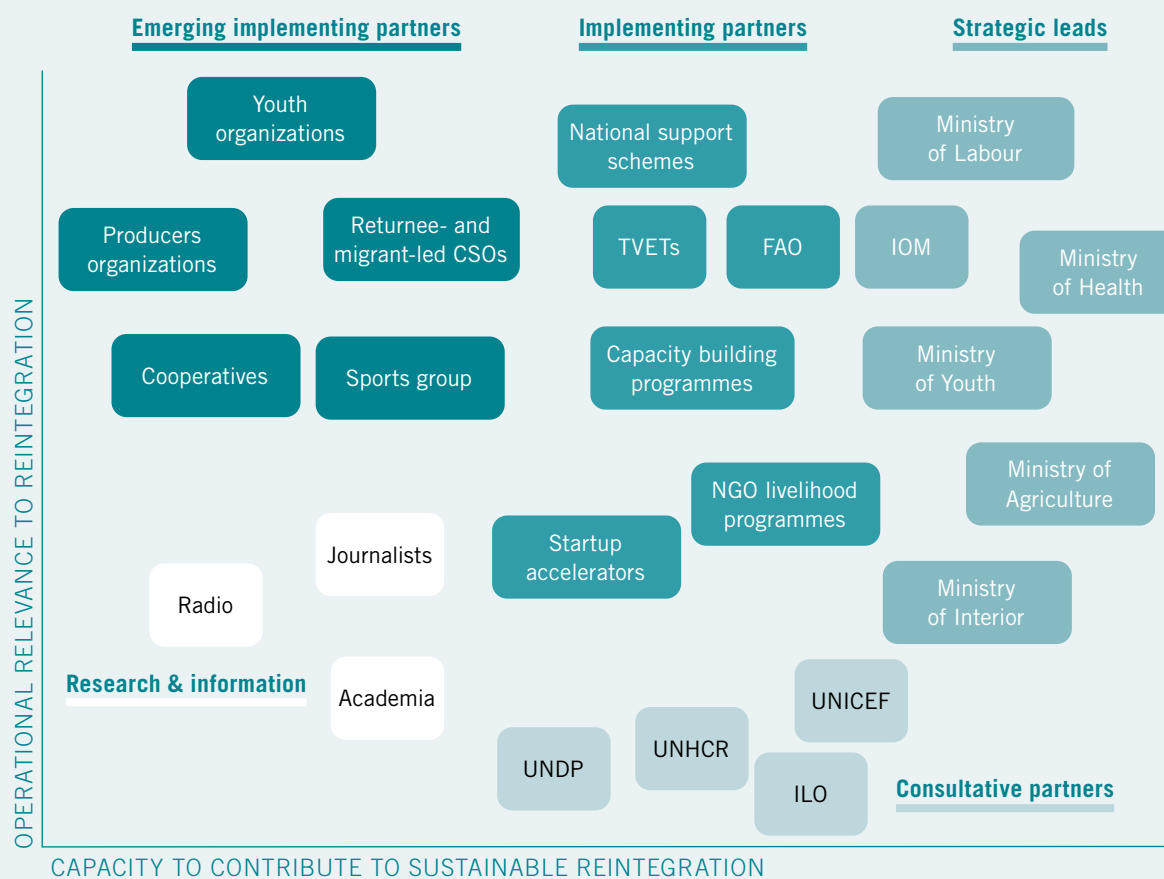 Emerging implementing partners
Implementing partners
Strategic leads
Youth
organizations
National support
schemes
Ministry
of Labour
Producers
organizations
Returnee- and
migrant-led CSOs
TVETs
FAO
IOM
Ministry
of Health
Cooperatives
Sports group
Capacity building
programmes
Ministry
of Youth
Ministry of
Agriculture
NGO livelihood
programmes
Startup
accelerators
Journalists
Radio
Ministry
of Interior
Research & information
Academia
UNICEF
UNHCR
UNDP
ILO
Consultative partners
OPERATIONAL RELEVANCE TO REINTEGRATION
CAPACITY TO CONTRIBUTE TO SUSTAINABLE REINTEGRATION